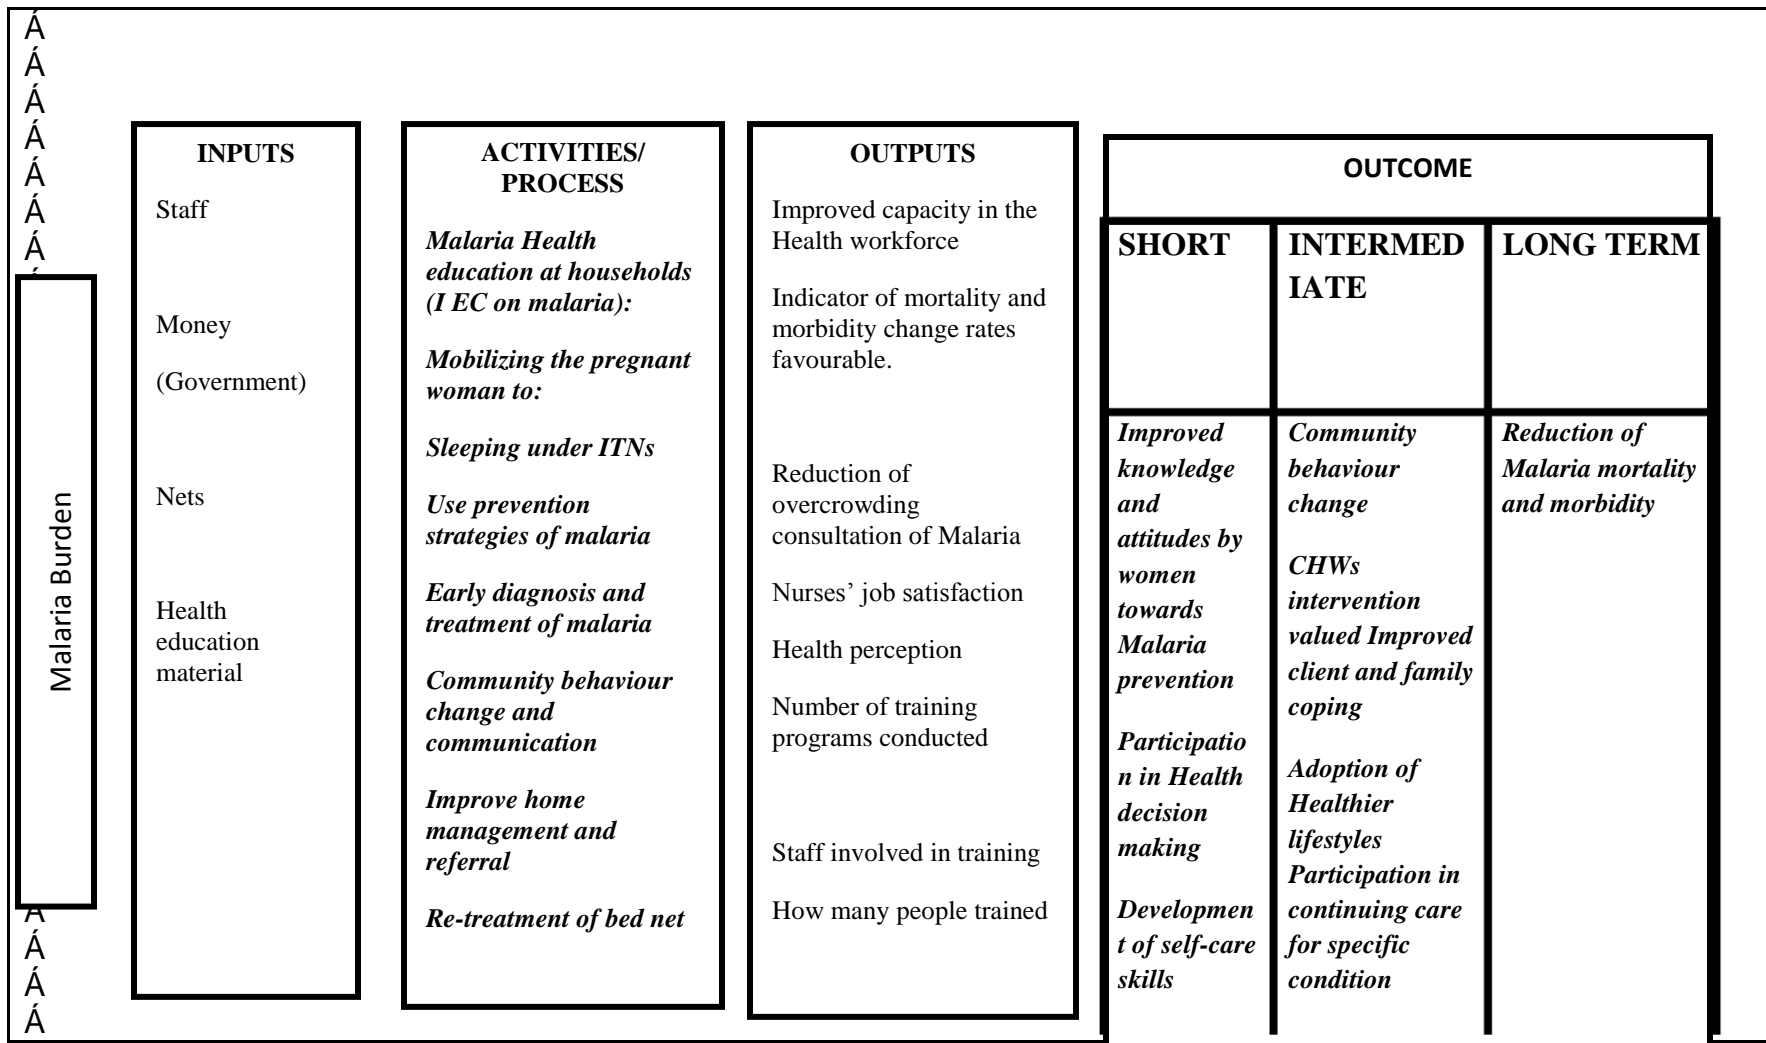 Á
Á
Á
Á
Á
Á
Á
Malaria Burden
Á
Á
Á
Á
INPUTS
Staff
Money
(Government)
Nets
Health
education
material
ACTIVITIES/
PROCESS
Malaria Health
education at households
(I EC on malaria):
Mobilizing the pregnant
woman to:
Sleeping under ITNs
Use prevention
strategies of malaria
Early diagnosis and
treatment of malaria
Community behaviour
change and
communication
Improve home
management and
referral
Re-treatment of bed net
OUTPUTS
Improved capacity in the
Health workforce
Indicator of mortality and
morbidity change rates
favourable.
Reduction of
overcrowding
consultation of Malaria
Nurses’ job satisfaction
Health perception
Number of training
programs conducted
Staff involved in training
How many people trained
OUTCOME
SHORT
Improved
knowledge
and
attitudes by
women
towards
Malaria
prevention
Participatio
n in Health
decision
making
Developmen
t of self-care
skills
INTERMED
IATE
Community
behaviour
change
CHWs
intervention
valued Improved
client and family
coping
Adoption of
Healthier
lifestyles
Participation in
continuing care
for specific
condition
LONG TERM
Reduction of
Malaria mortality
and morbidity